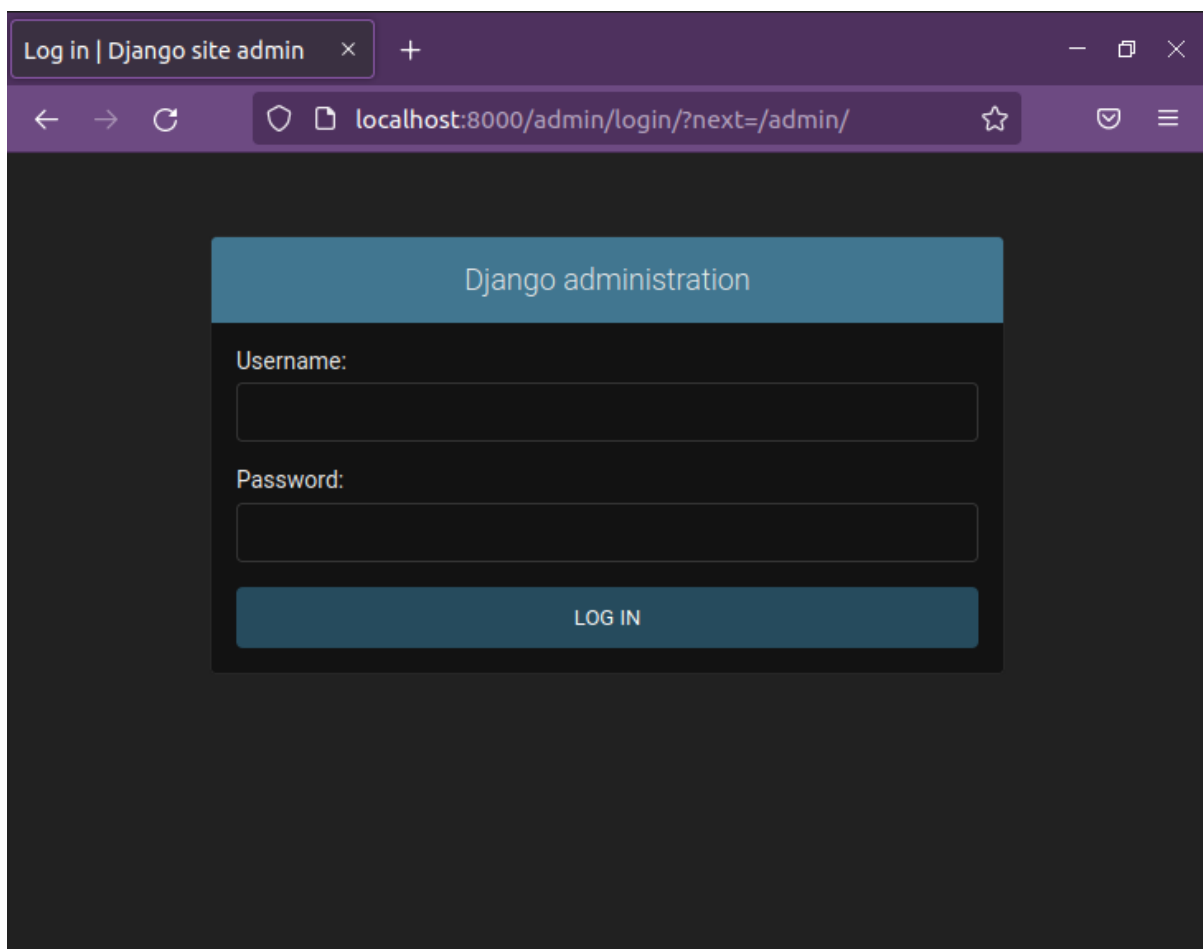 Log in | Django site admin
localhost:8000/admin/login/?next=/admin/
Django administration
Username:
Password:
LOG IN